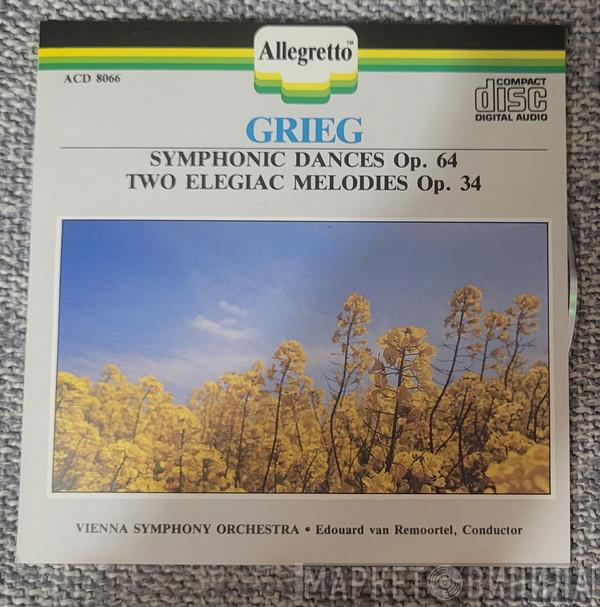 Allegretto™
ACD 8066
COMPACT
disc
DIGITAL AUDIO
GRIEG
SYMPHONIC DANCES Op. 64
TWO ELEGIAC MELODIES Op. 34
VIENNA SYMPHONY ORCHESTRA • Edouard van Remoortel, Conductor
МАРКЕТ ВИНИЛА